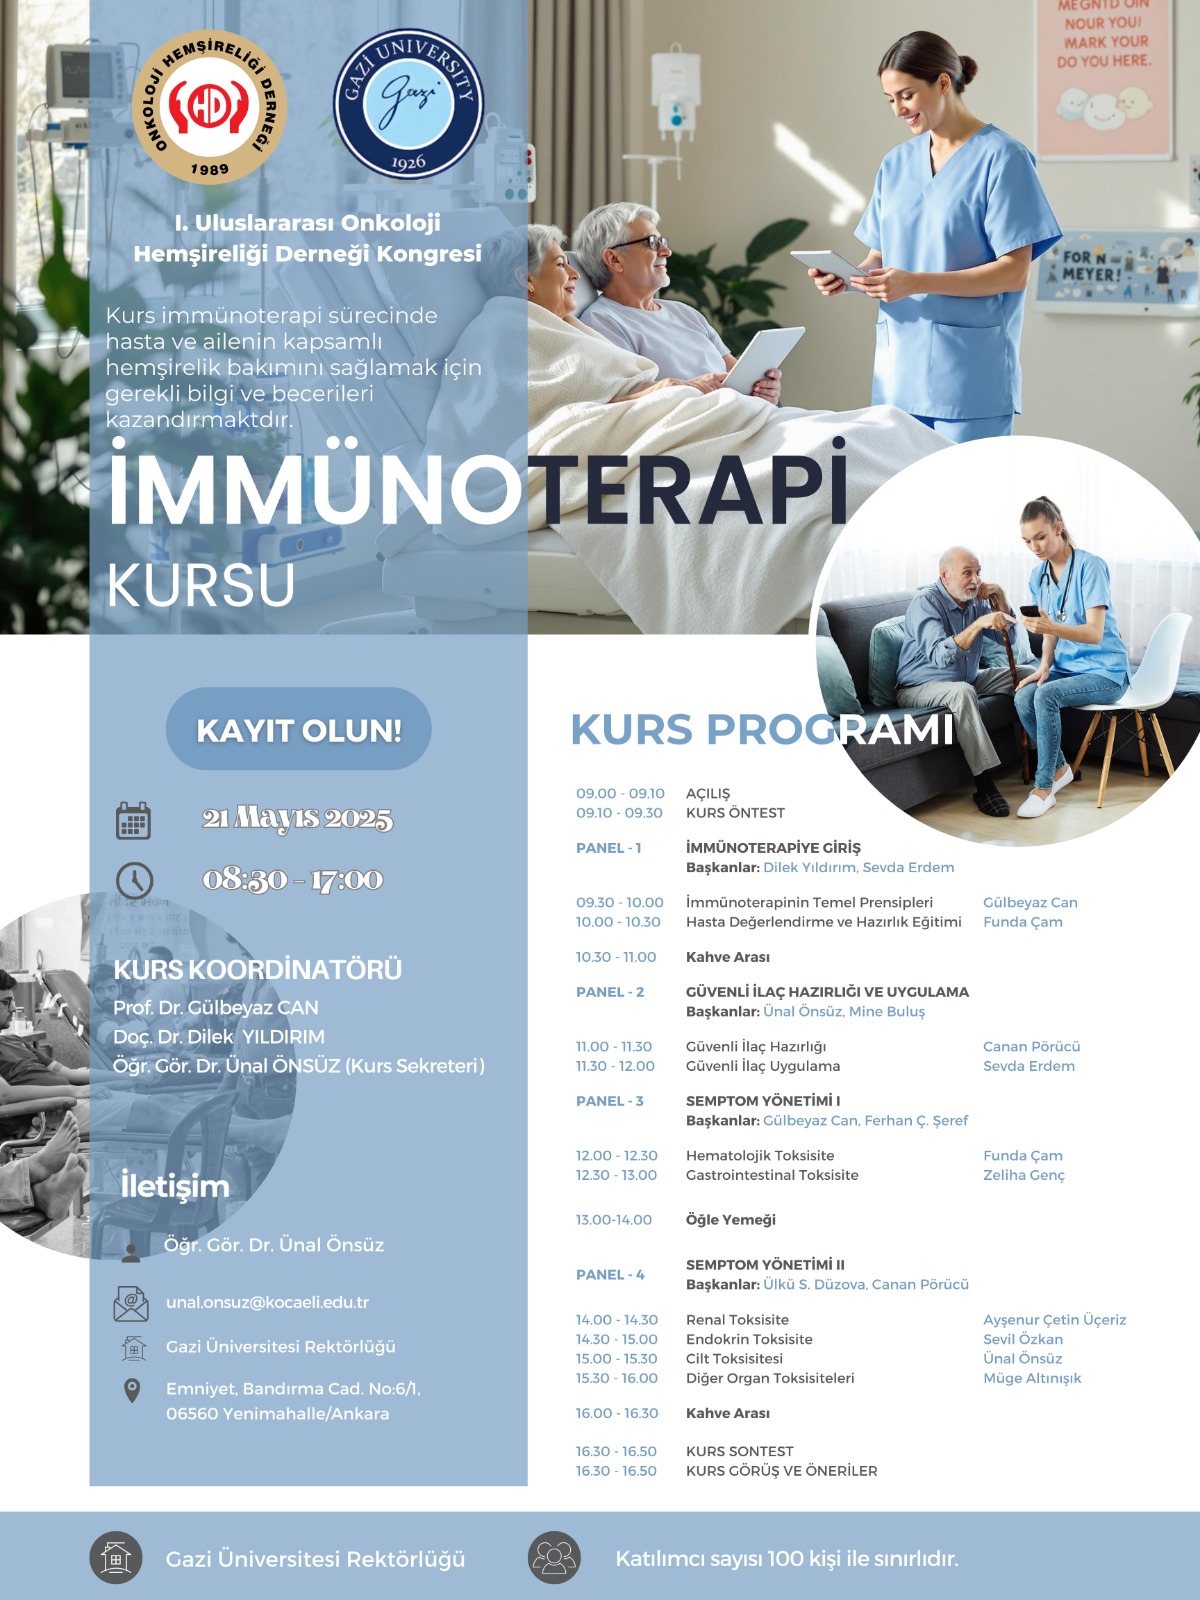 ONKOLOJİ HEMŞİRELİĞİ DERNEĞİ
HD
1989
GAZİ UNIVERSITY
Gazi
1926
MEGNTD OIN
NOUR YOU!
MARK YOUR
DO YOU HERE.
FOR N
MEYER!
I. Uluslararası Onkoloji
Hemşireliği Derneği Kongresi
Kurs immünoterapi sürecinde
hasta ve ailenin kapsamlı
hemşirelik bakımını sağlamak için
gerekli bilgi ve becerileri
kazandırmaktdır.
İMMÜNOTERAPİ
KURSU
KAYIT OLUN!
21 Mayıs 2025
08:30 - 17:00
KURS KOORDİNATÖRÜ
Prof. Dr. Gülbeyaz CAN
Doç. Dr. Dilek YILDIRIM
Öğr. Gör. Dr. Ünal ÖNSÜZ (Kurs Sekreteri)
İletişim
Öğr. Gör. Dr. Ünal Önsüz
unal.onsuz@kocaeli.edu.tr
Gazi Üniversitesi Rektörlüğü
Emniyet, Bandırma Cad. No:6/1,
06560 Yenimahalle/Ankara
KURS PROGRAMI
09.00 - 09.10 AÇILIŞ
09.10 - 09.30 KURS ÖNTEST
PANEL - 1 İMMÜNOTERAPİYE GİRİŞ
Başkanlar: Dilek Yıldırım, Sevda Erdem
09.30 - 10.00 İmmünoterapinin Temel Prensipleri Gülbeyaz Can
10.00 - 10.30 Hasta Değerlendirme ve Hazırlık Eğitimi Funda Çam
10.30 - 11.00 Kahve Arası
PANEL - 2 GÜVENLİ İLAÇ HAZIRLIĞI VE UYGULAMA
Başkanlar: Ünal Önsüz, Mine Buluş
11.00 - 11.30 Güvenli İlaç Hazırlığı Canan Pörücü
11.30 - 12.00 Güvenli İlaç Uygulama Sevda Erdem
PANEL - 3 SEMPTOM YÖNETİMİ I
Başkanlar: Gülbeyaz Can, Ferhan Ç. Şeref
12.00 - 12.30 Hematolojik Toksisite Funda Çam
12.30 - 13.00 Gastrointestinal Toksisite Zeliha Genç
13.00-14.00 Öğle Yemeği
PANEL - 4 SEMPTOM YÖNETİMİ II
Başkanlar: Ülkü S. Düzova, Canan Pörücü
14.00 - 14.30 Renal Toksisite Ayşenur Çetin Üçeriz
14.30 - 15.00 Endokrin Toksisite Sevil Özkan
15.00 - 15.30 Cilt Toksisitesi Ünal Önsüz
15.30 - 16.00 Diğer Organ Toksisiteleri Müge Altınışık
16.00 - 16.30 Kahve Arası
16.30 - 16.50 KURS SONTEST
16.30 - 16.50 KURS GÖRÜŞ VE ÖNERİLER
Gazi Üniversitesi Rektörlüğü
Katılımcı sayısı 100 kişi ile sınırlıdır.